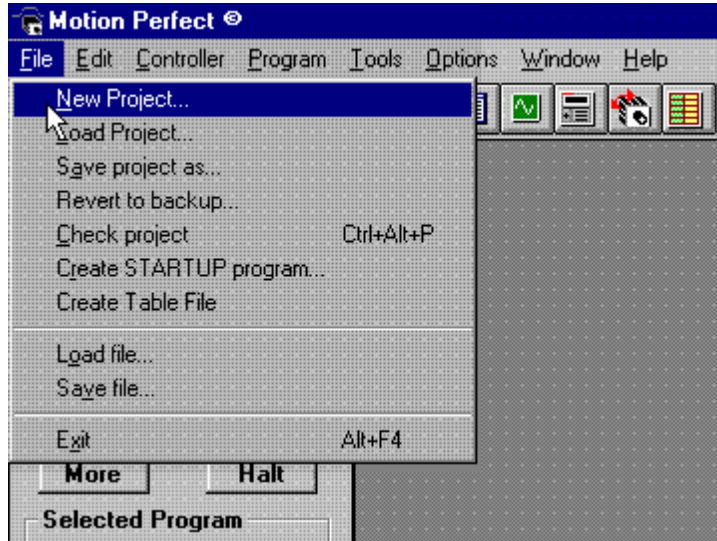 Motion Perfect ©
File Edit Controller Program Tools Options Window Help
New Project...
Load Project...
Save project as...
Revert to backup...
Check project Ctrl+Alt+P
Create STARTUP program...
Create Table File
Load file...
Save file...
Exit Alt+F4
More Halt
Selected Program